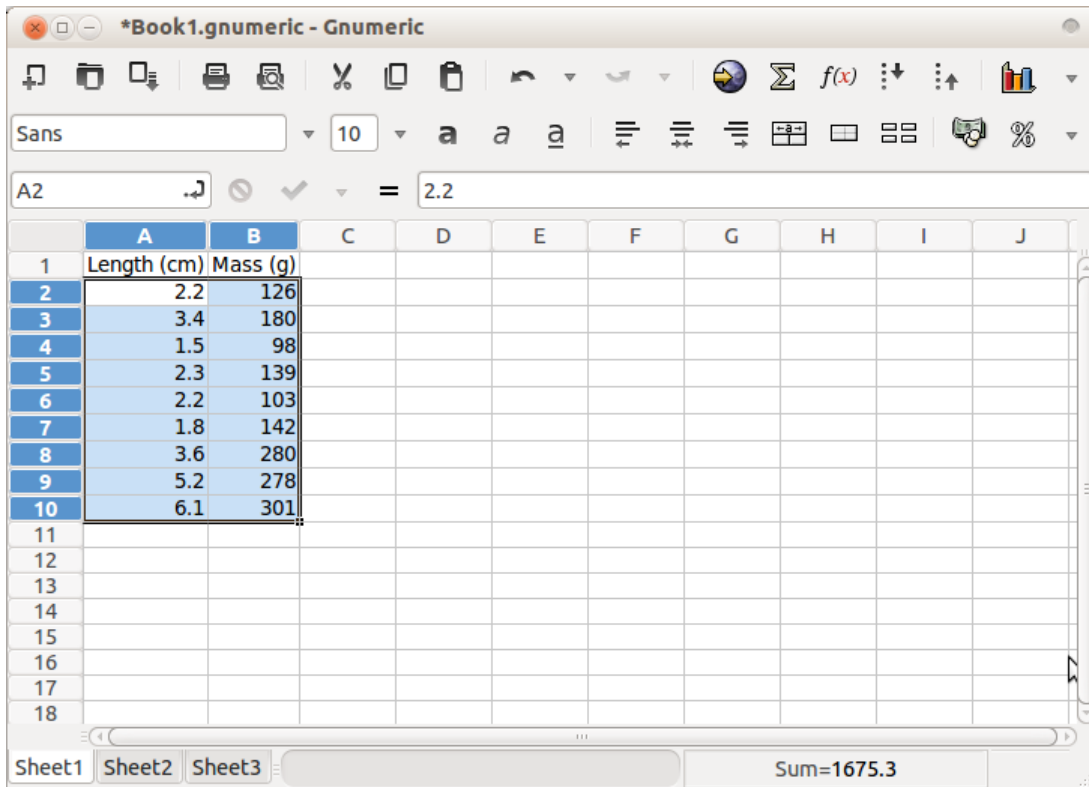 *Book1.gnumeric - Gnumeric
f(x)
Sans 10 a a a ←a→ %
A2 = 2.2
A B C D E F G H I J
1 Length (cm) Mass (g)
2 2.2 126
3 3.4 180
4 1.5 98
5 2.3 139
6 2.2 103
7 1.8 142
8 3.6 280
9 5.2 278
10 6.1 301
11
12
13
14
15
16
17
18
Sheet1 Sheet2 Sheet3 Sum=1675.3